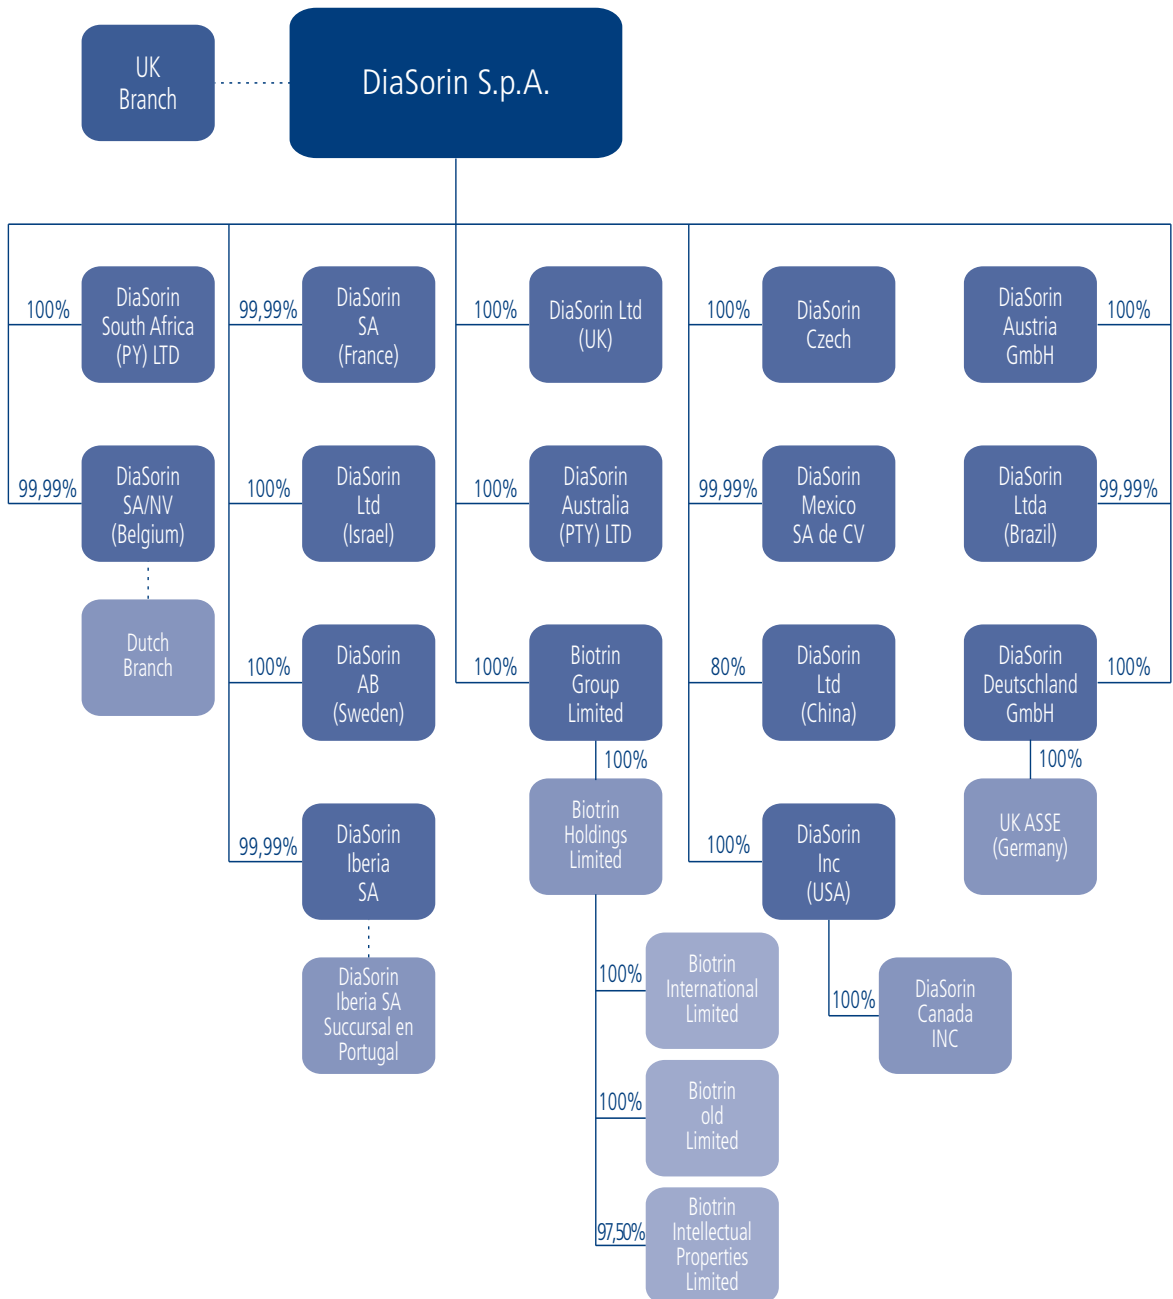 UK
Branch
DiaSorin S.p.A.
100%
DiaSorin
South Africa
(PY) LTD
99,99%
DiaSorin
SA
(France)
100%
DiaSorin Ltd
(UK)
100%
DiaSorin
Czech
DiaSorin
Austria
GmbH
100%
99,99%
DiaSorin
SA/NV
(Belgium)
100%
DiaSorin
Ltd
(Israel)
100%
DiaSorin
Australia
(PTY) LTD
99,99%
DiaSorin
Mexico
SA de CV
DiaSorin
Ltda
(Brazil)
99,99%
Dutch
Branch
100%
DiaSorin
AB
(Sweden)
100%
Biotrin
Group
Limited
80%
DiaSorin
Ltd
(China)
DiaSorin
Deutschland
GmbH
100%
100%
100%
99,99%
DiaSorin
Iberia
SA
Biotrin
Holdings
Limited
100%
DiaSorin
Inc
(USA)
UK ASSE
(Germany)
DiaSorin
Iberia SA
Succursal en
Portugal
100%
Biotrin
International
Limited
100%
DiaSorin
Canada
INC
100%
Biotrin
old
Limited
97,50%
Biotrin
Intellectual
Properties
Limited